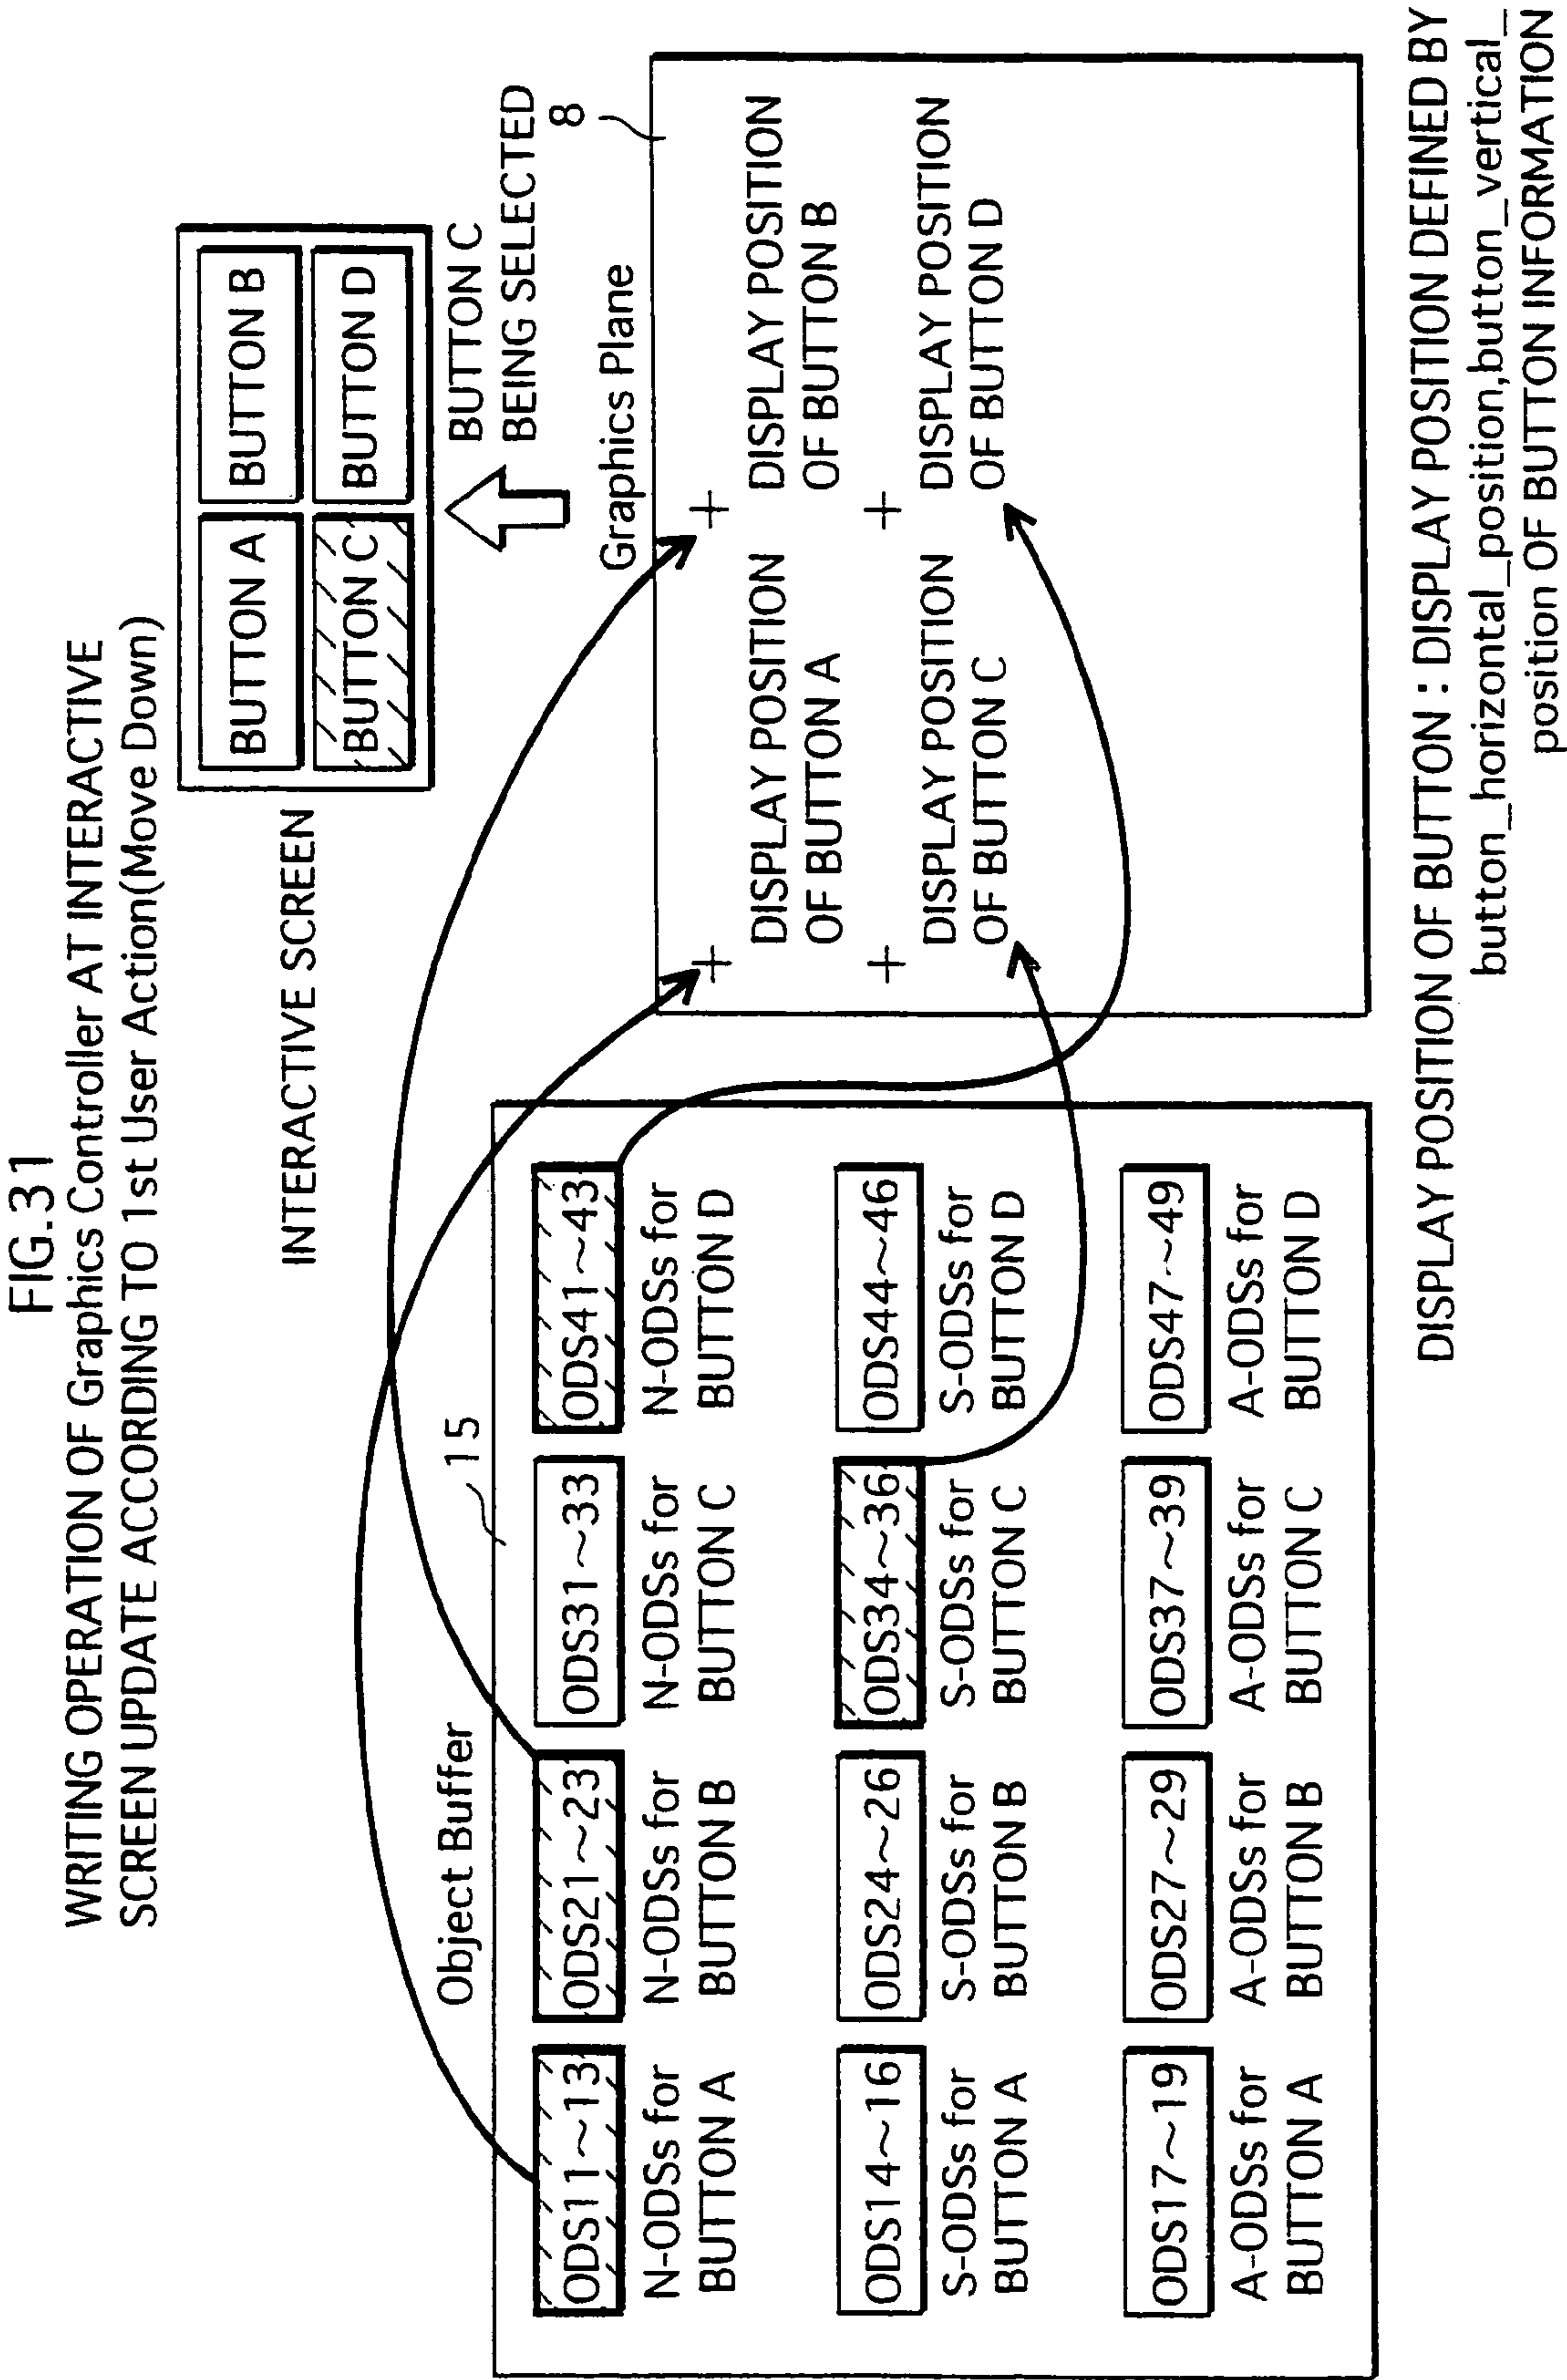 FIG.31
WRITING OPERATION OF Graphics Controller AT INTERACTIVE
SCREEN UPDATE ACCORDING TO 1st User Action(Move Down)
INTERACTIVE SCREEN
BUTTON A
BUTTON B
BUTTON C
BUTTON D
BUTTON C
BEING SELECTED
Object Buffer
15
ODS11~13
ODS21~23
ODS31~33
ODS41~43
N-ODSs for
BUTTON A
N-ODSs for
BUTTON B
N-ODSs for
BUTTON C
N-ODSs for
BUTTON D
ODS14~16
ODS24~26
ODS34~36
ODS44~46
S-ODSs for
BUTTON A
S-ODSs for
BUTTON B
S-ODSs for
BUTTON C
S-ODSs for
BUTTON D
ODS17~19
ODS27~29
ODS37~39
ODS47~49
A-ODSs for
BUTTON A
A-ODSs for
BUTTON B
A-ODSs for
BUTTON C
A-ODSs for
BUTTON D
Graphics Plane
8
DISPLAY POSITION
OF BUTTON A
DISPLAY POSITION
OF BUTTON B
DISPLAY POSITION
OF BUTTON C
DISPLAY POSITION
OF BUTTON D
DISPLAY POSITION OF BUTTON : DISPLAY POSITION DEFINED BY
button_horizontal_position,button_vertical_
position OF BUTTON INFORMATION